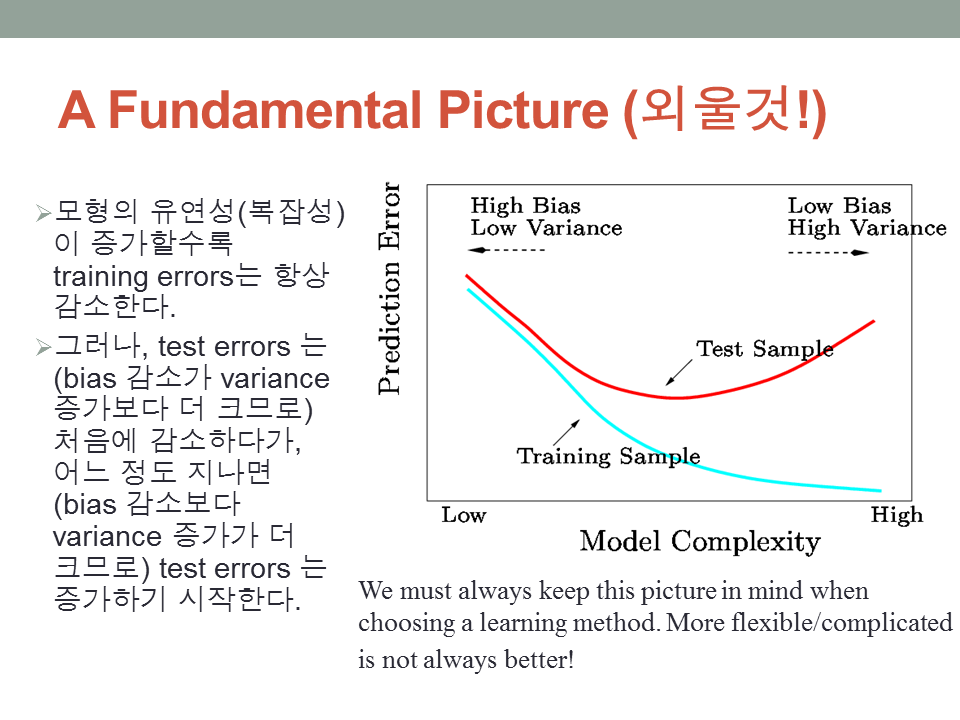 A Fundamental Picture (외울것!)
모형의 유연성(복잡성)
이 증가할수록
training errors는 항상
감소한다.
그러나, test errors 는
(bias 감소가 variance
증가보다 더 크므로)
처음에 감소하다가,
어느 정도 지나면
(bias 감소보다
variance 증가가 더
크므로) test errors 는
증가하기 시작한다.
Prediction Error
High Bias
Low Variance
Low Bias
High Variance
Test Sample
Training Sample
Low
High
Model Complexity
We must always keep this picture in mind when
choosing a learning method. More flexible/complicated
is not always better!